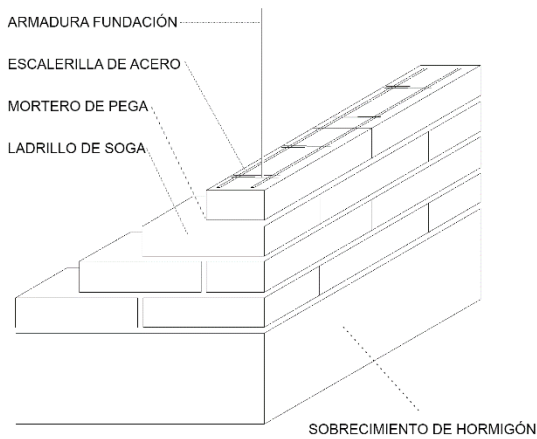 ARMADURA FUNDACIÓN
ESCALERILLA DE ACERO
MORTERO DE PEGA
LADRILLO DE SOGA
SOBRECIMIENTO DE HORMIGÓN